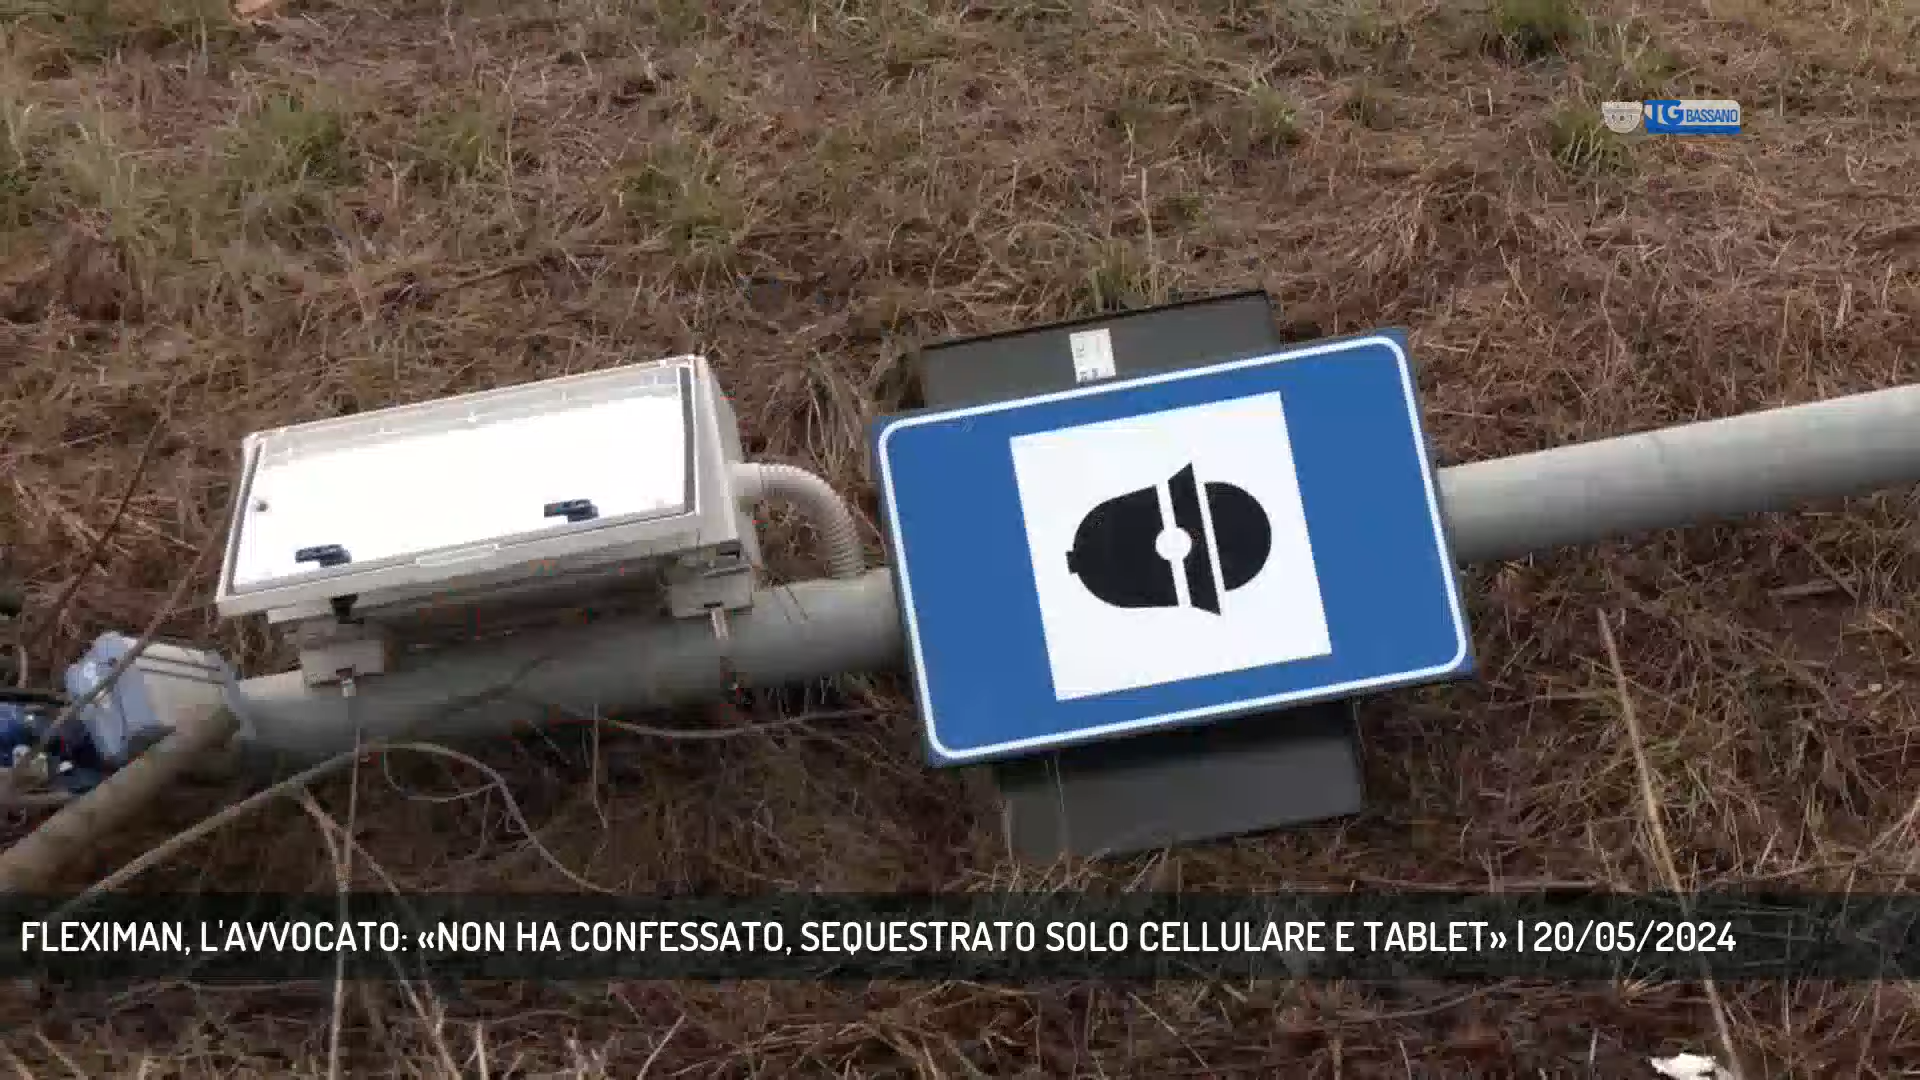 TG BASSANO
FLEXIMAN, L'AVVOCATO: «NON HA CONFESSATO, SEQUESTRATO SOLO CELLULARE E TABLET» | 20/05/2024